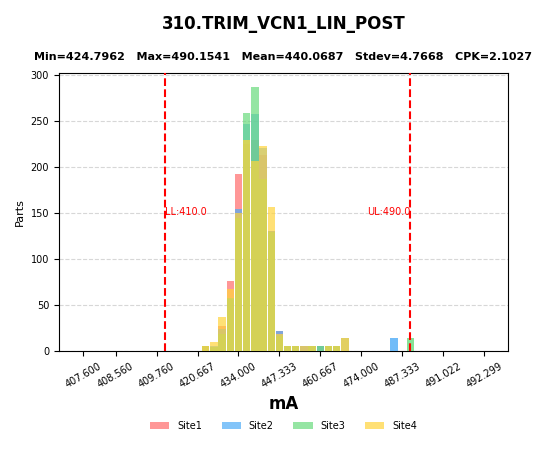 310.TRIM_VCN1_LIN_POST
Min=424.7962 Max=490.1541 Mean=440.0687 Stdev=4.7668 CPK=2.1027
300
250
200
150
100
50
0
Parts
LL:410.0
UL:490.0
407.600 408.560 409.760 420.667 434.000 447.333 460.667 474.000 487.333 491.022 492.299
mA
Site1 Site2 Site3 Site4